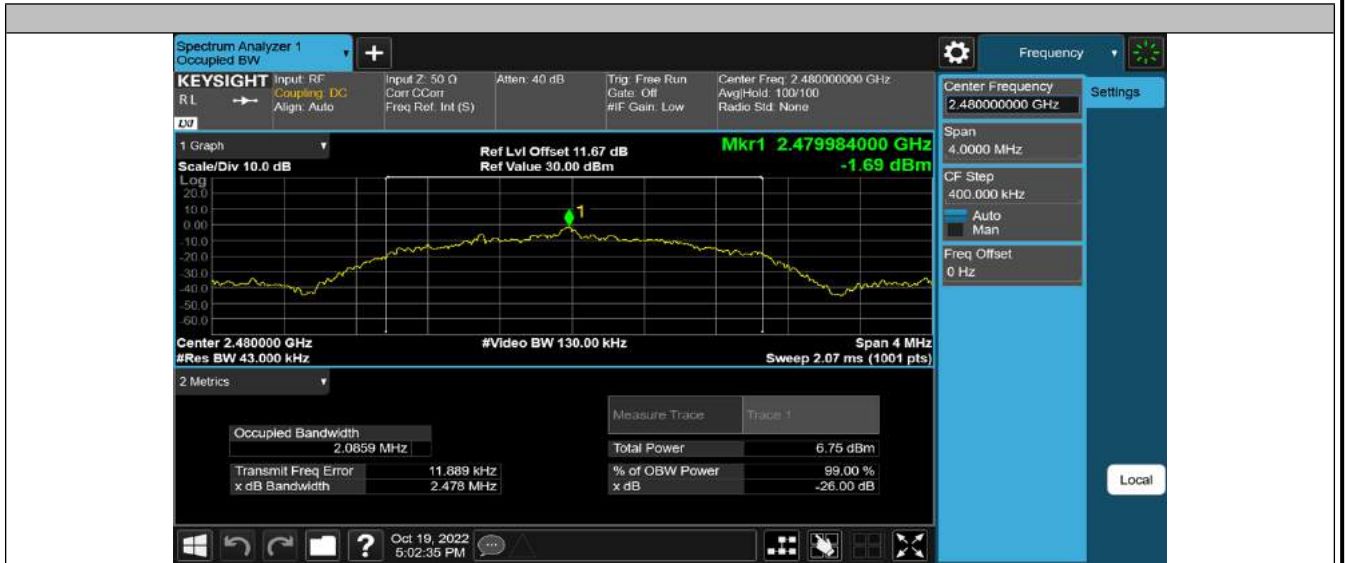 Spectrum Analyzer 1
Occupied BW
+
Frequency
KEYSIGHT
RL
LXI
Input: RF
Coupling: DC
Align: Auto
Input Z: 50 Ω
Corr CCorr
Freq Ref: Int (S)
Atten: 40 dB
Trig: Free Run
Gate: Off
#IF Gain: Low
Center Freq: 2.480000000 GHz
Avg|Hold: 100/100
Radio Std: None
Center Frequency
2.480000000 GHz
Settings
Span
4.0000 MHz
CF Step
400.000 kHz
Auto
Man
Freq Offset
0 Hz
1 Graph
Scale/Div 10.0 dB
Ref Lvl Offset 11.67 dB
Ref Value 30.00 dBm
Mkr1 2.479984000 GHz
-1.69 dBm
Log
20.0
10.0
0.00
-10.0
-20.0
-30.0
-40.0
-50.0
-60.0
1
Center 2.480000 GHz
#Video BW 130.00 kHz
Span 4 MHz
#Res BW 43.000 kHz
Sweep 2.07 ms (1001 pts)
2 Metrics
Measure Trace
Trace 1
Occupied Bandwidth
2.0859 MHz
Total Power 6.75 dBm
Transmit Freq Error 11.889 kHz
% of OBW Power 99.00 %
x dB Bandwidth 2.478 MHz
x dB -26.00 dB
Local
?
Oct 19, 2022
5:02:35 PM